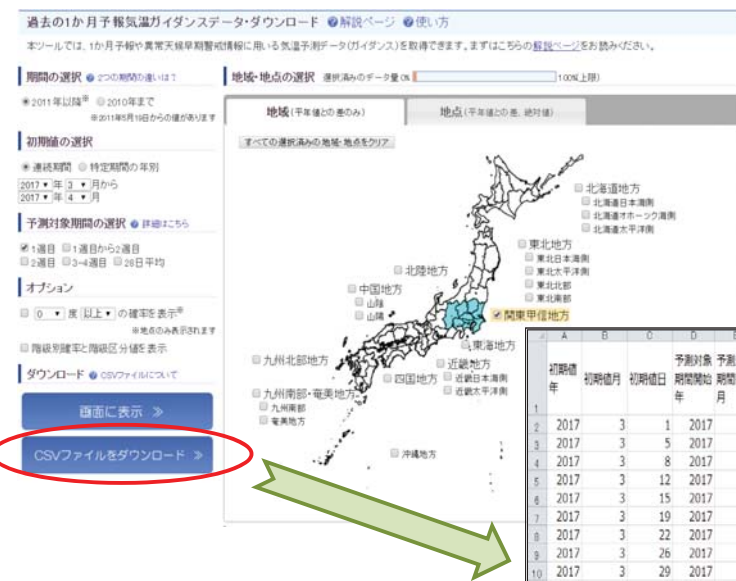 過去の1か月予報気温ガイダンスデータ・ダウンロード ?解説ページ ?使い方
本ツールでは、1か月予報や異常天候早期警戒情報に用いる気温予測データ(ガイダンス)を取得できます。まずはこちらの解説ページをお読みください。
期間の選択 ?2つの期間の違いは?
2011年以降※ 2010年まで
※2011年5月19日からの値があります
初期値の選択
連続期間 特定期間の年別
2017 年 3 月から
2017 年 4 月
予測対象期間の選択 ?詳細はこちら
1週目 1週目から2週目
2週目 3-4週目 28日平均
オプション
0 度 以上 の確率を表示※
※地点のみ表示されます
階級別確率と階級区分値を表示
ダウンロード ?CSVファイルについて
画面に表示 ≫
CSVファイルをダウンロード ≫
地域・地点の選択 選択済みのデータ量 0% 100%(上限)
地域(平年値との差のみ) 地点(平年値との差、絶対値)
すべての選択済みの地域・地点をクリア
北海道地方
北海道日本海側
北海道オホーツク海側
北海道太平洋側
東北地方
東北日本海側
東北太平洋側
東北北部
東北南部
北陸地方
中国地方
山陰
山陽
関東甲信地方
東海地方
近畿地方
近畿日本海側
近畿太平洋側
四国地方
九州北部地方
九州南部・奄美地方
九州南部
奄美地方
沖縄地方
A B C D E
1 初期値年 初期値月 初期値日 予測対象期間開始年
2 2017 3 1 2017
3 2017 3 5 2017
4 2017 3 8 2017
5 2017 3 12 2017
6 2017 3 15 2017
7 2017 3 19 2017
8 2017 3 22 2017
9 2017 3 26 2017
10 2017 3 29 2017